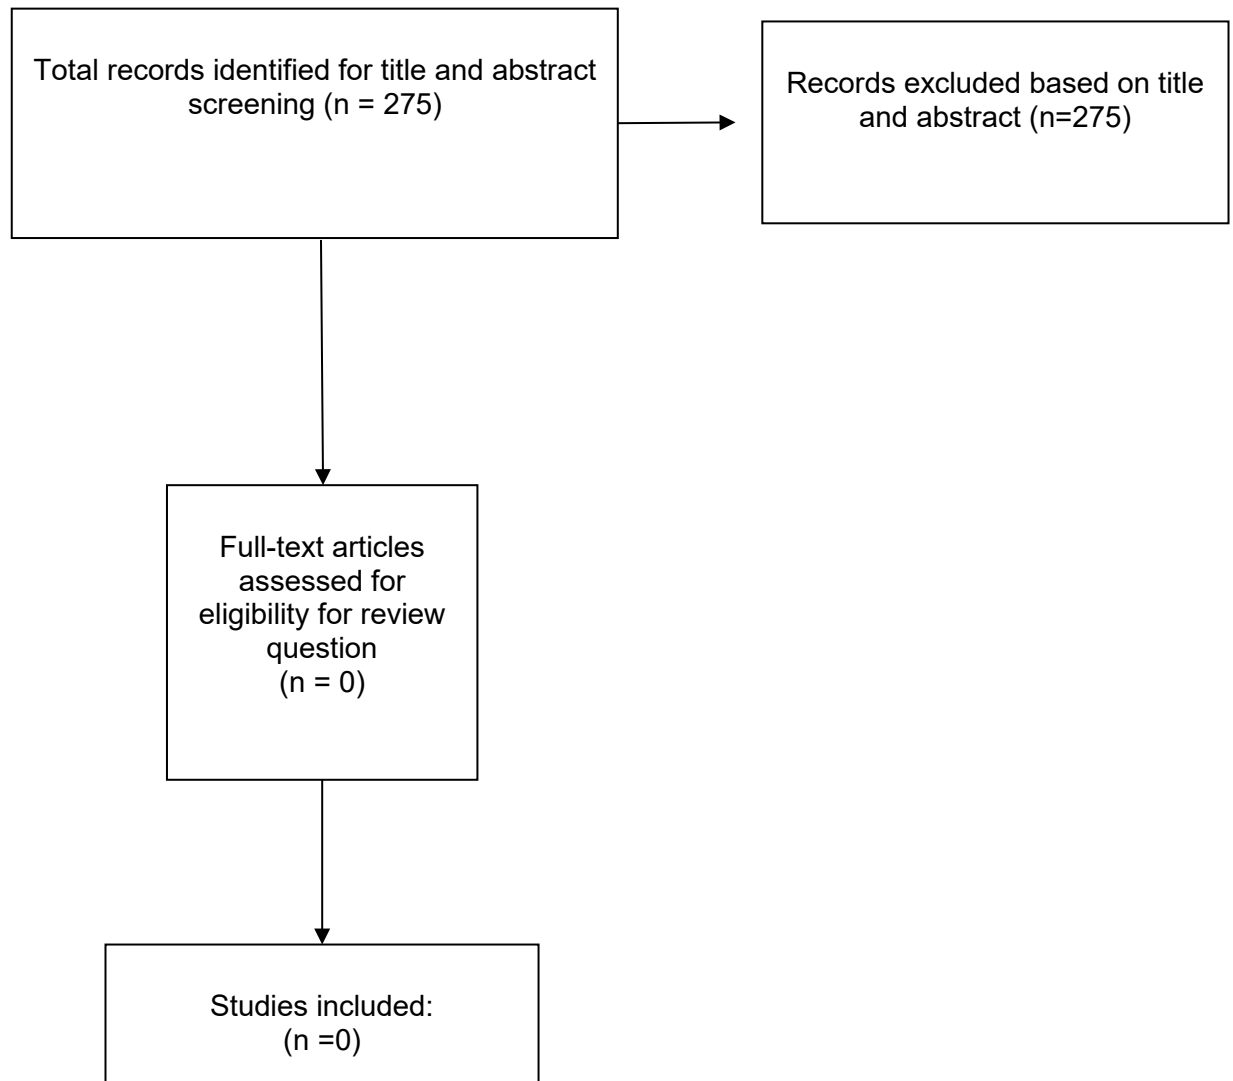 Total records identified for title and abstract
screening (n = 275)
Records excluded based on title
and abstract (n=275)
Full-text articles
assessed for
eligibility for review
question
(n = 0)
Studies included:
(n =0)